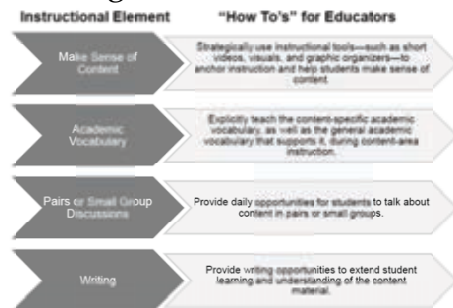 Instructional Element
"How To's" for Educators
Make Sense of
Content
Strategically use instructional tools—such as short
videos, visuals, and graphic organizers—to
anchor instruction and help students make sense of
content.
Academic
Vocabulary
Explicitly teach the content-specific academic
vocabulary, as well as the general academic
vocabulary that supports it, during content-area
instruction.
Pairs or Small Group
Discussions
Provide daily opportunities for students to talk about
content in pairs or small groups.
Writing
Provide writing opportunities to extend student
learning and understanding of the content
material.